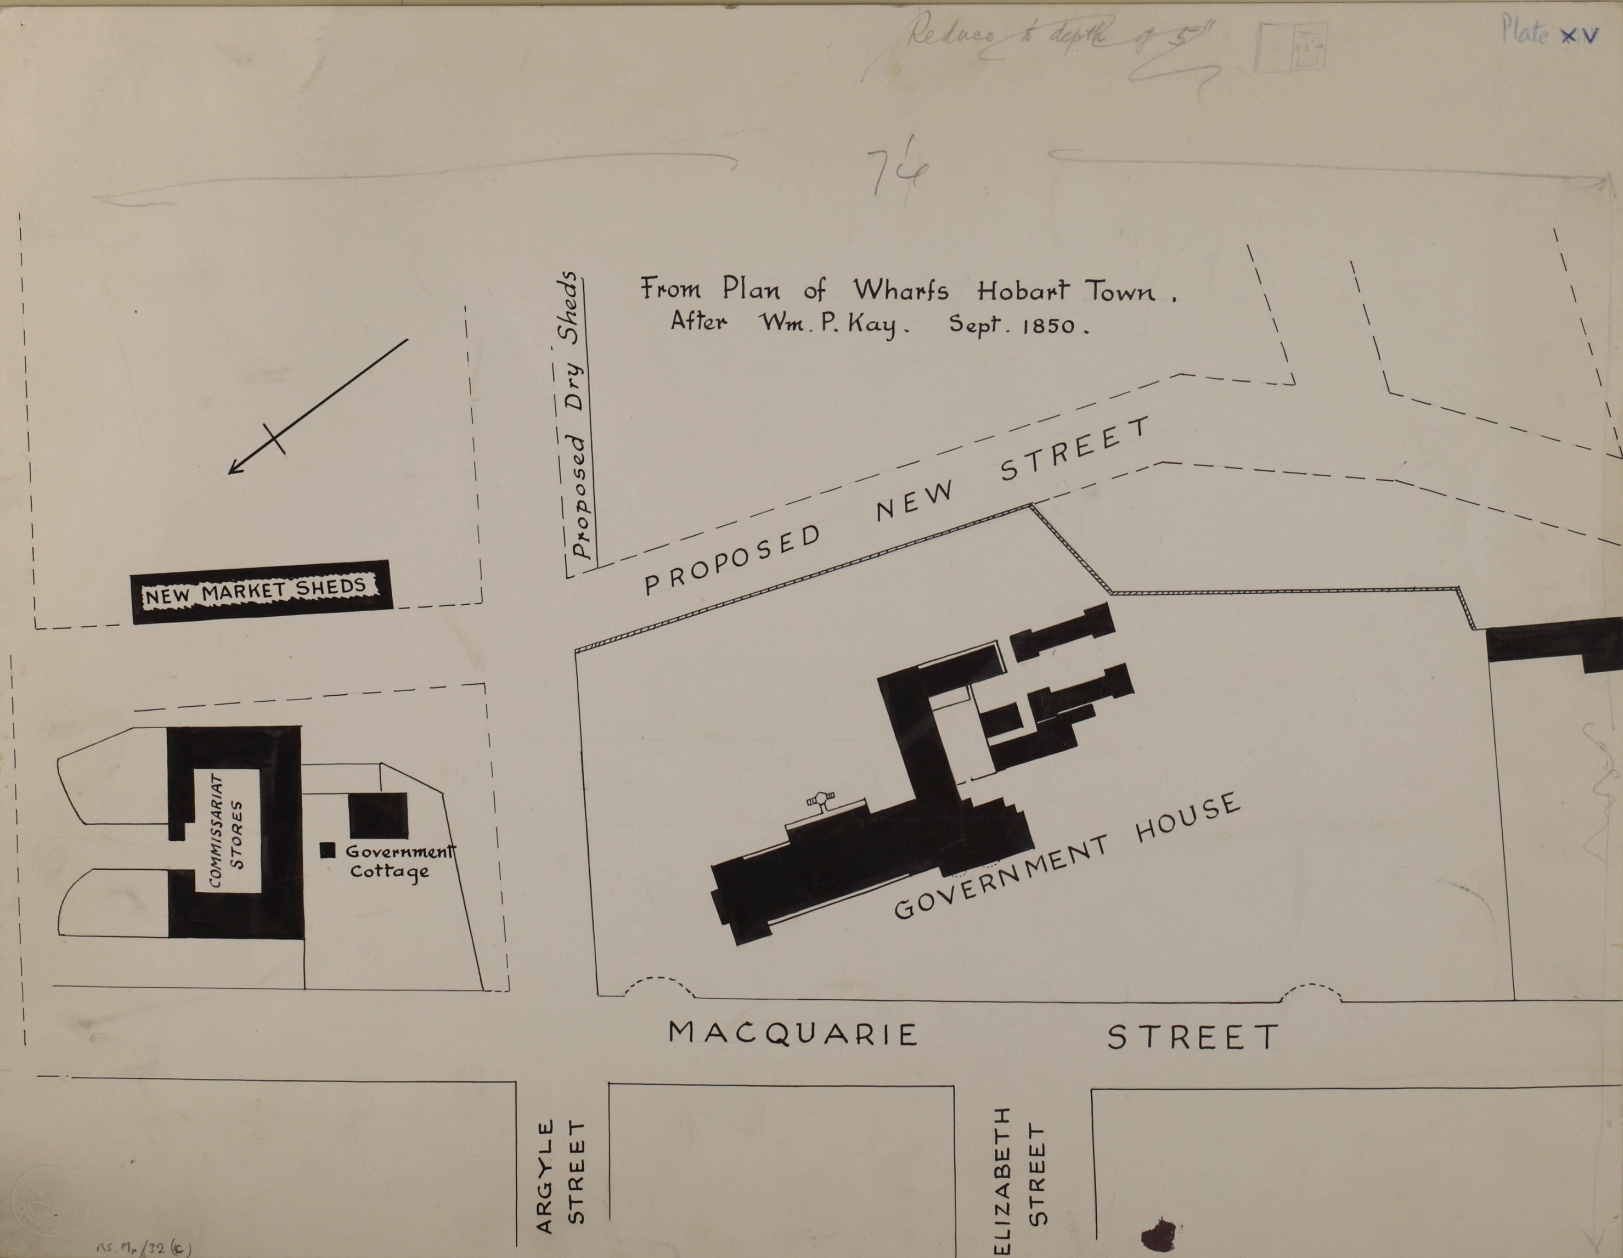 Reduce to depth of 5"
Plate XV
From Plan of Wharfs Hobart Town.
After Wm. P. Kay. Sept. 1850.
Proposed Dry Sheds
PROPOSED NEW STREET
NEW MARKET SHEDS
COMMISSARIAT
STORES
Government
Cottage
GOVERNMENT HOUSE
MACQUARIE STREET
ARGYLE
STREET
ELIZABETH
STREET